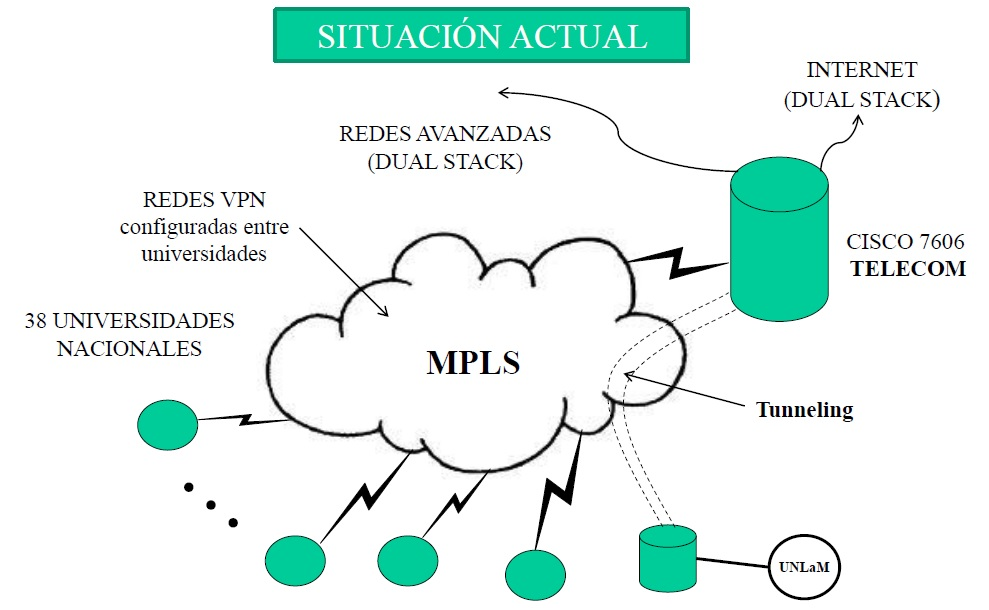 SITUACIÓN ACTUAL
INTERNET
(DUAL STACK)
REDES AVANZADAS
(DUAL STACK)
REDES VPN
configuradas entre
universidades
CISCO 7606
TELECOM
38 UNIVERSIDADES
NACIONALES
MPLS
Tunneling
UNLaM